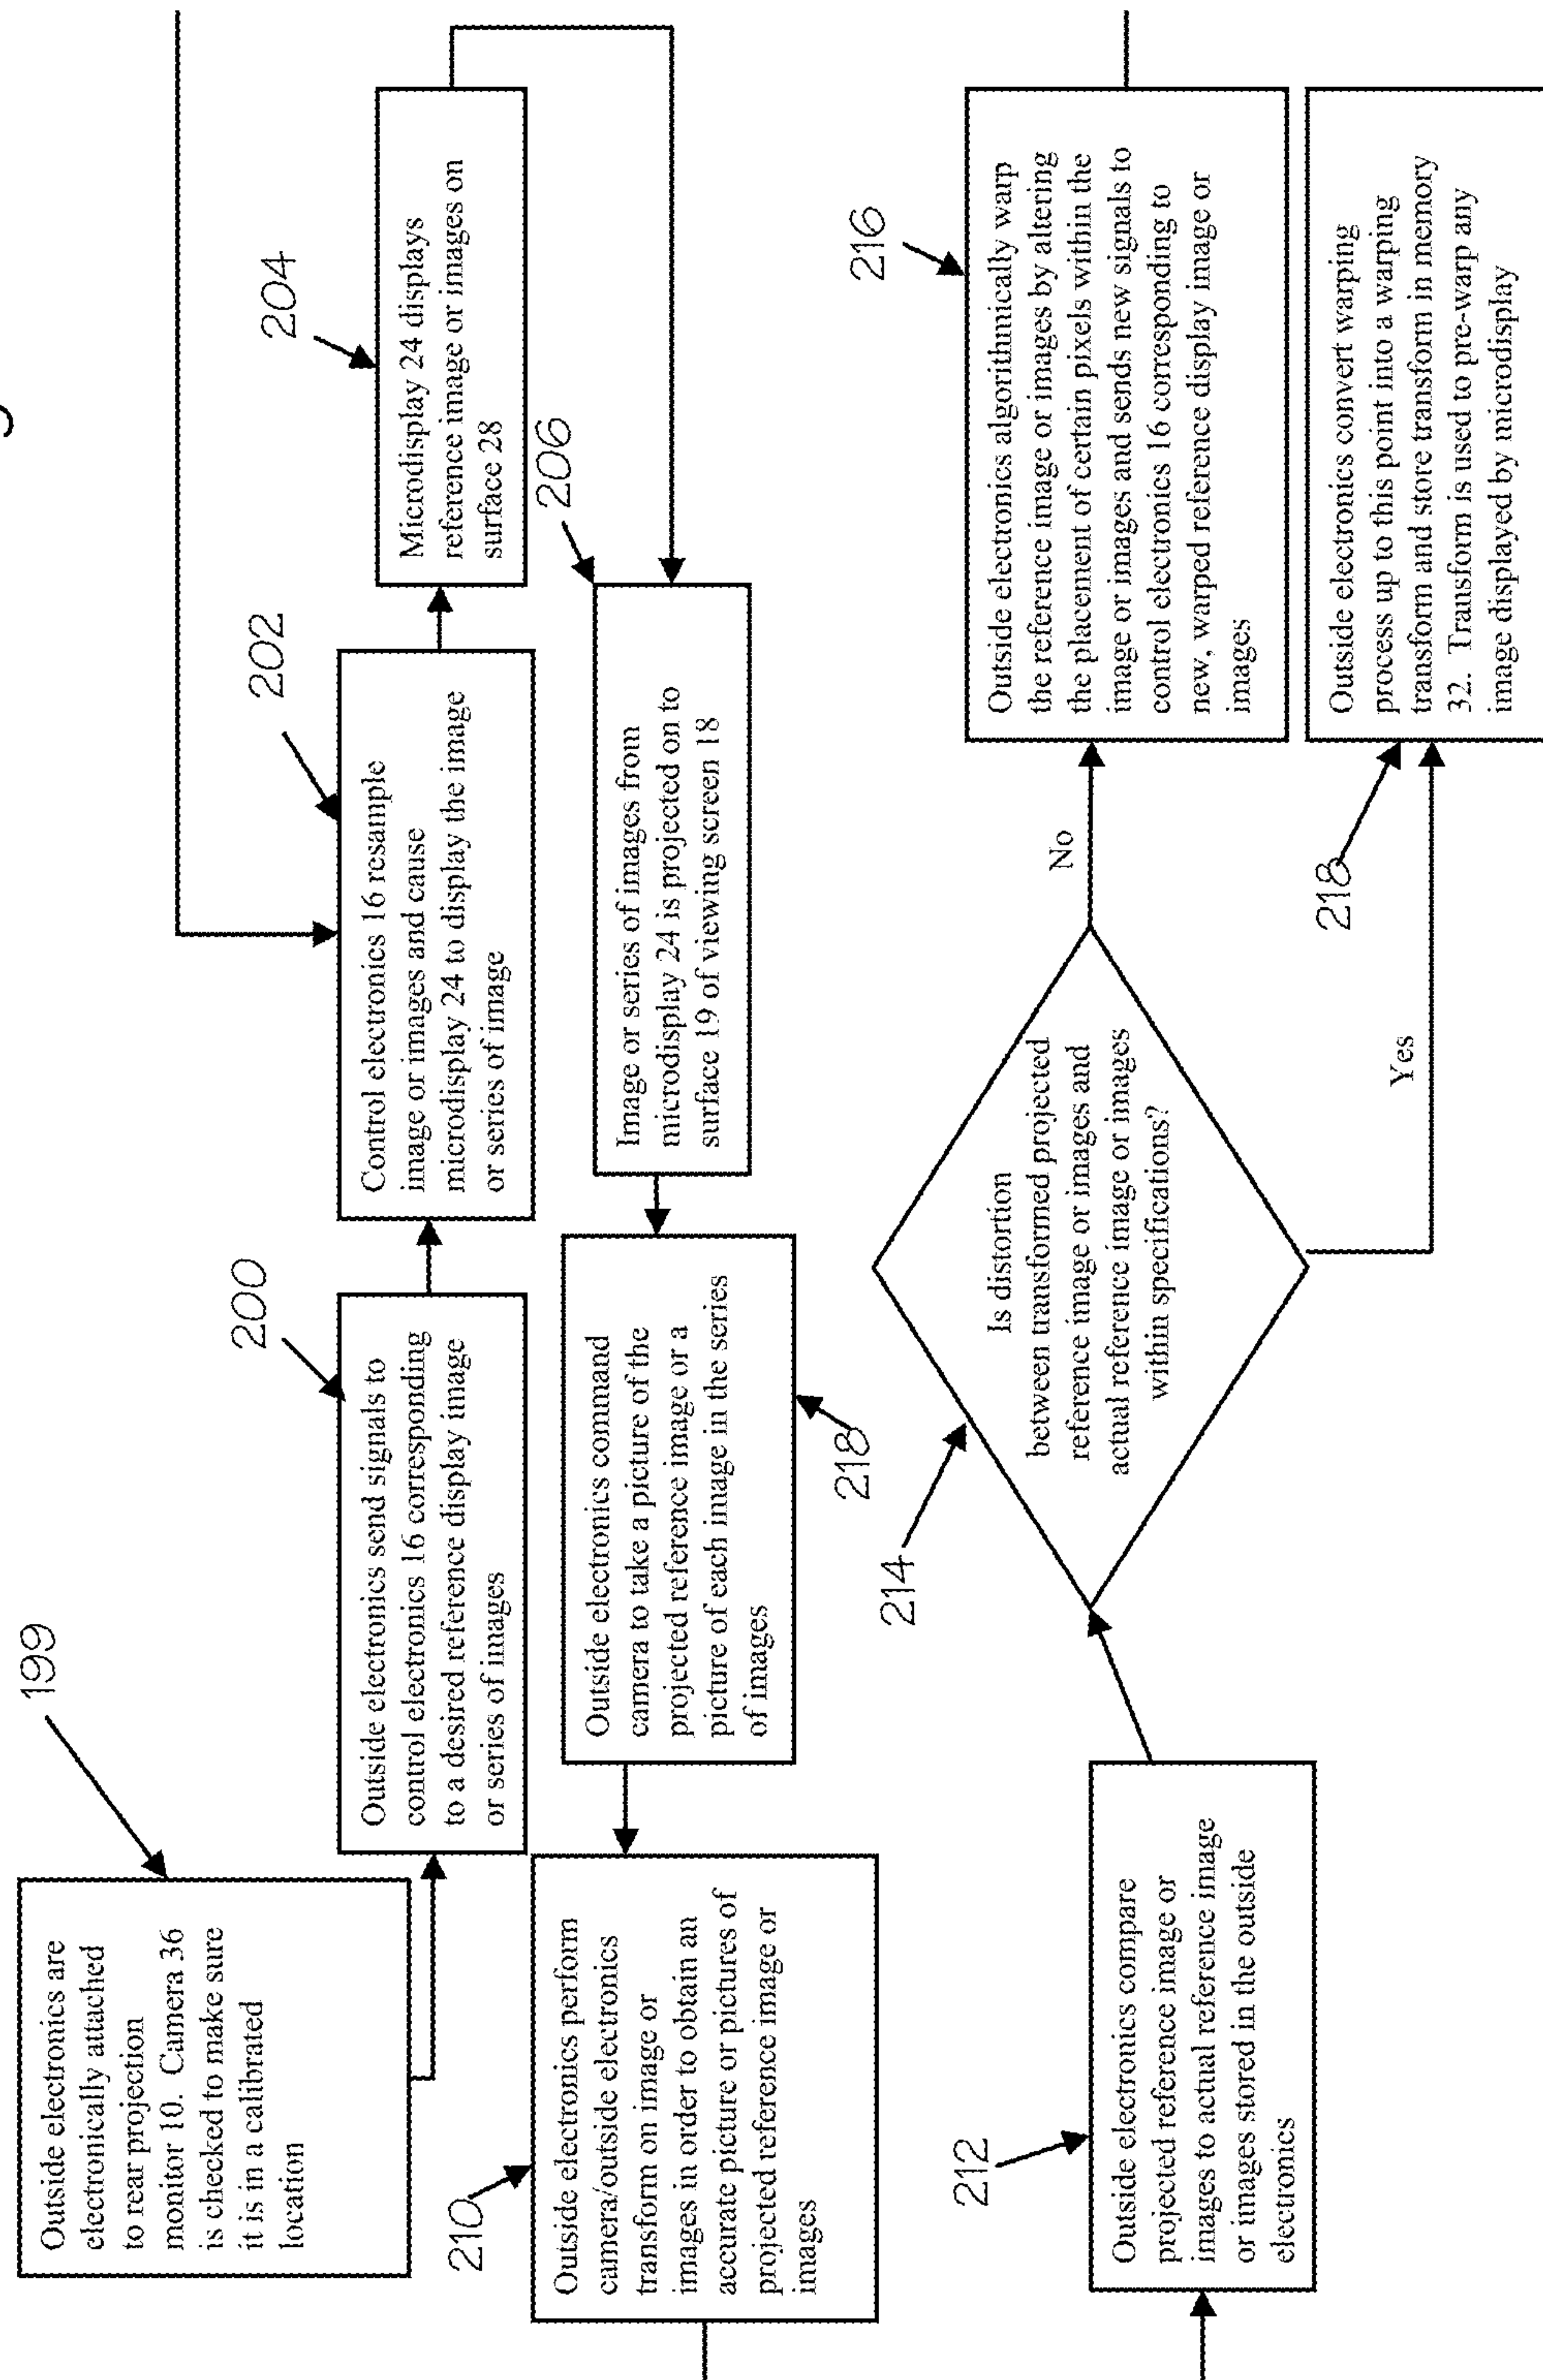 199
Outside electronics are
electronically attached
to rear projection
monitor 10. Camera 36
is checked to make sure
it is in a calibrated
location
200
Outside electronics send signals to
control electronics 16 corresponding
to a desired reference display image
or series of images
202
Control electronics 16 resample
image or images and cause
microdisplay 24 to display the image
or series of image
204
Microdisplay 24 displays
reference image or images on
surface 28
206
Image or series of images from
microdisplay 24 is projected on to
surface 19 of viewing screen 18
218
Outside electronics command
camera to take a picture of the
projected reference image or a
picture of each image in the series
of images
210
Outside electronics perform
camera/outside electronics
transform on image or
images in order to obtain an
accurate picture or pictures of
projected reference image or
images
212
Outside electronics compare
projected reference image or
images to actual reference image
or images stored in the outside
electronics
214
Is distortion
between transformed projected
reference image or images and
actual reference image or images
within specifications?
No
Yes
216
Outside electronics algorithmically warp
the reference image or images by altering
the placement of certain pixels within the
image or images and sends new signals to
control electronics 16 corresponding to
new, warped reference display image or
images
218
Outside electronics convert warping
process up to this point into a warping
transform and store transform in memory
32. Transform is used to pre-warp any
image displayed by microdisplay